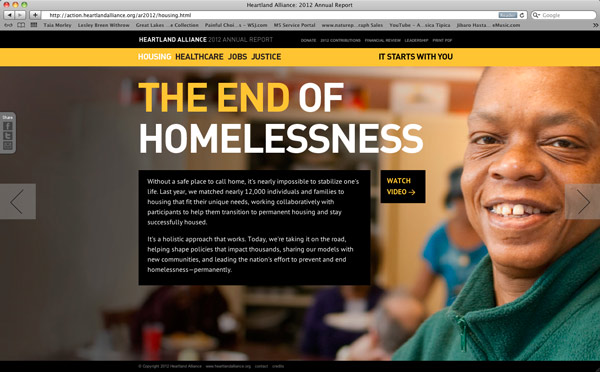 Heartland Alliance: 2012 Annual Report
http://action.heartlandalliance.org/ar2012/housing.html
Reader
Google
Taia Morley Lesley Breen Withrow Great Lakes...e Collection Painful Choi... - WSJ.com MS Service Portal www.naturep...raph Sales YouTube – A...sica Típica Jiharo Hosta... eMusic.com
HEARTLAND ALLIANCE 2012 ANNUAL REPORT
DONATE 2012 CONTRIBUTIONS FINANCIAL REVIEW LEADERSHIP PRINT PDF
HOUSING HEALTHCARE JOBS JUSTICE IT STARTS WITH YOU
THE END OF
HOMELESSNESS
Share
Without a safe place to call home, it's nearly impossible to stabilize one's
life. Last year, we matched nearly 12,000 individuals and families to
housing that fit their unique needs, working collaboratively with
participants to help them transition to permanent housing and stay
successfully housed.
It's a holistic approach that works. Today, we're taking it on the road,
helping shape policies that impact thousands, sharing our models with
new communities, and leading the nation's effort to prevent and end
homelessness—permanently.
WATCH
VIDEO →
© Copyright 2012 Heartland Alliance www.heartlandalliance.org contact credits